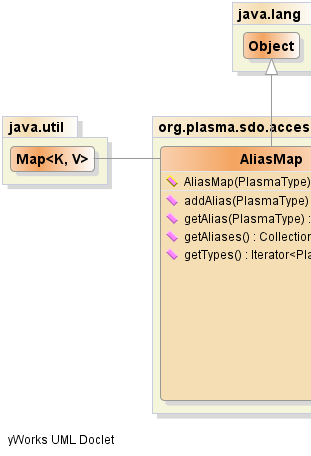 java.lang
Object
java.util
Map<K, V>
org.plasma.sdo.acces
AliasMap
AliasMap(PlasmaType)
addAlias(PlasmaType)
getAlias(PlasmaType) :
getAliases() : Collection
getTypes() : Iterator<Pla
yWorks UML Doclet